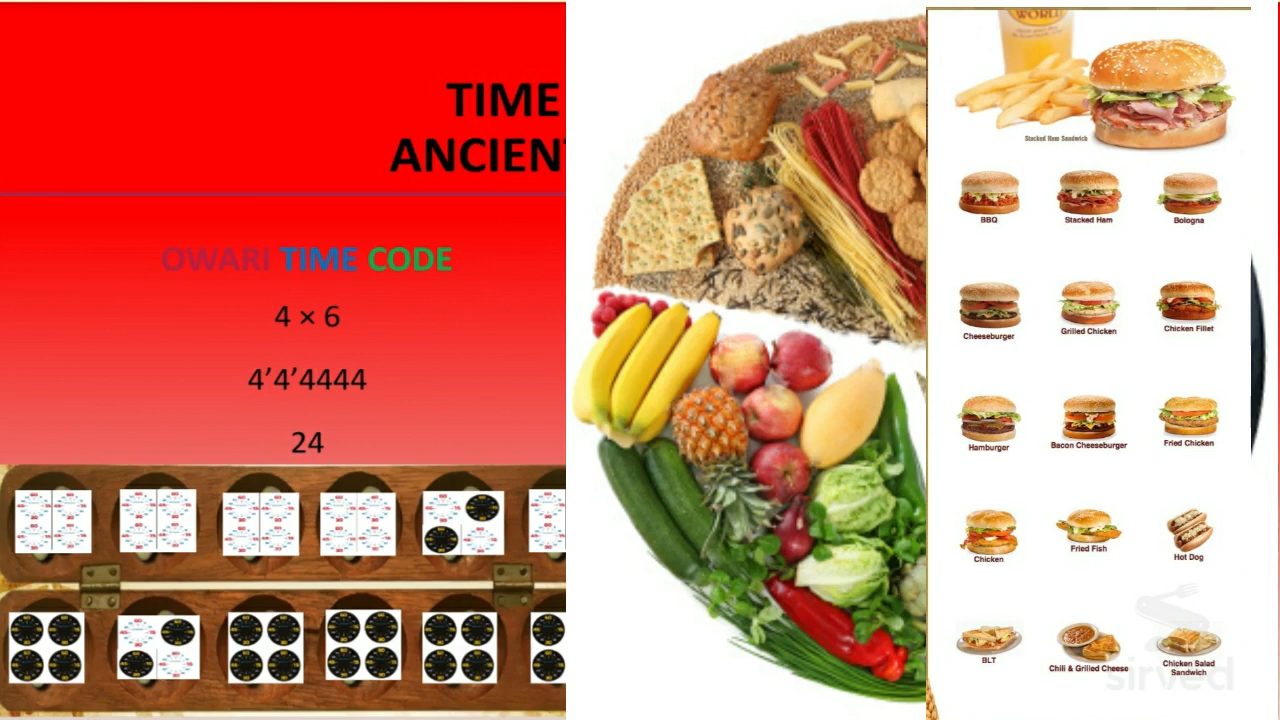 TIME
ANCIENT
OWARI TIME CODE
4 × 6
4’4’4444
24
WORLD
Stacked Ham Sandwich
BBQ
Stacked Ham
Bologna
Cheeseburger
Grilled Chicken
Chicken Fillet
Hamburger
Bacon Cheeseburger
Fried Chicken
Chicken
Fried Fish
Hot Dog
BLT
Chili & Grilled Cheese
Chicken Salad
Sandwich
sirved